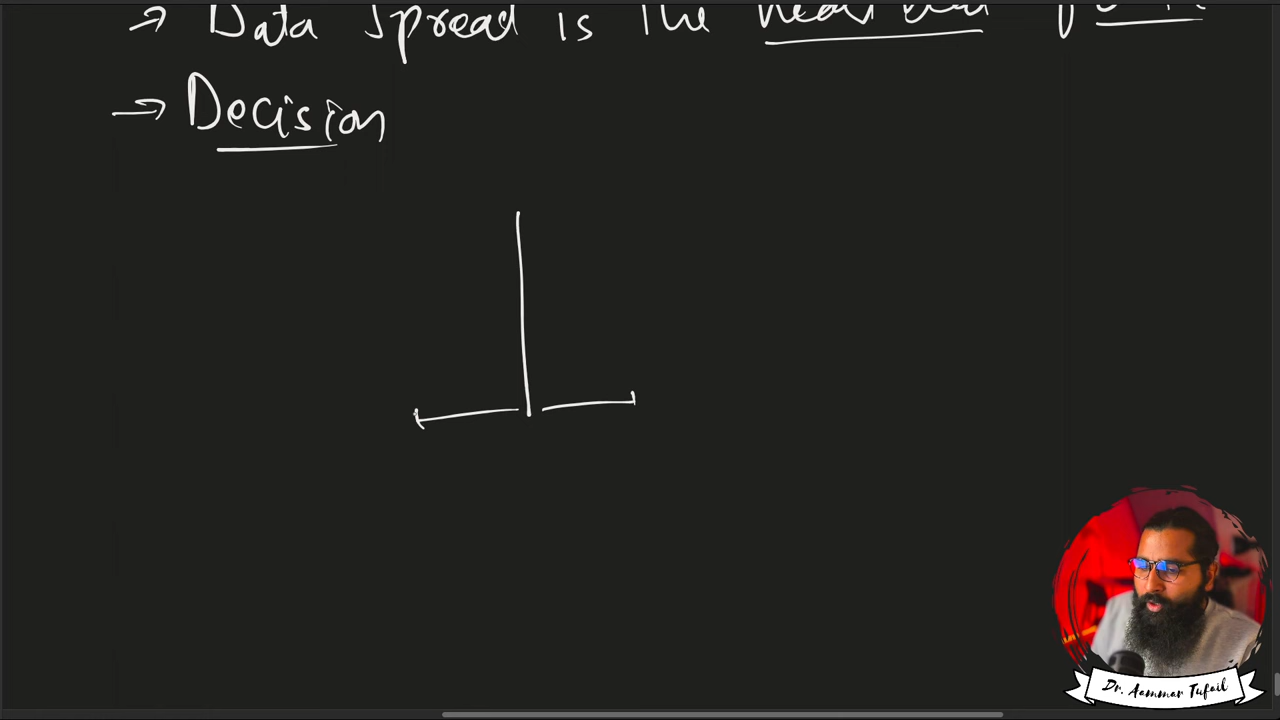 → Data Spread is the
→ Decision
Dr. Aammar Tufail